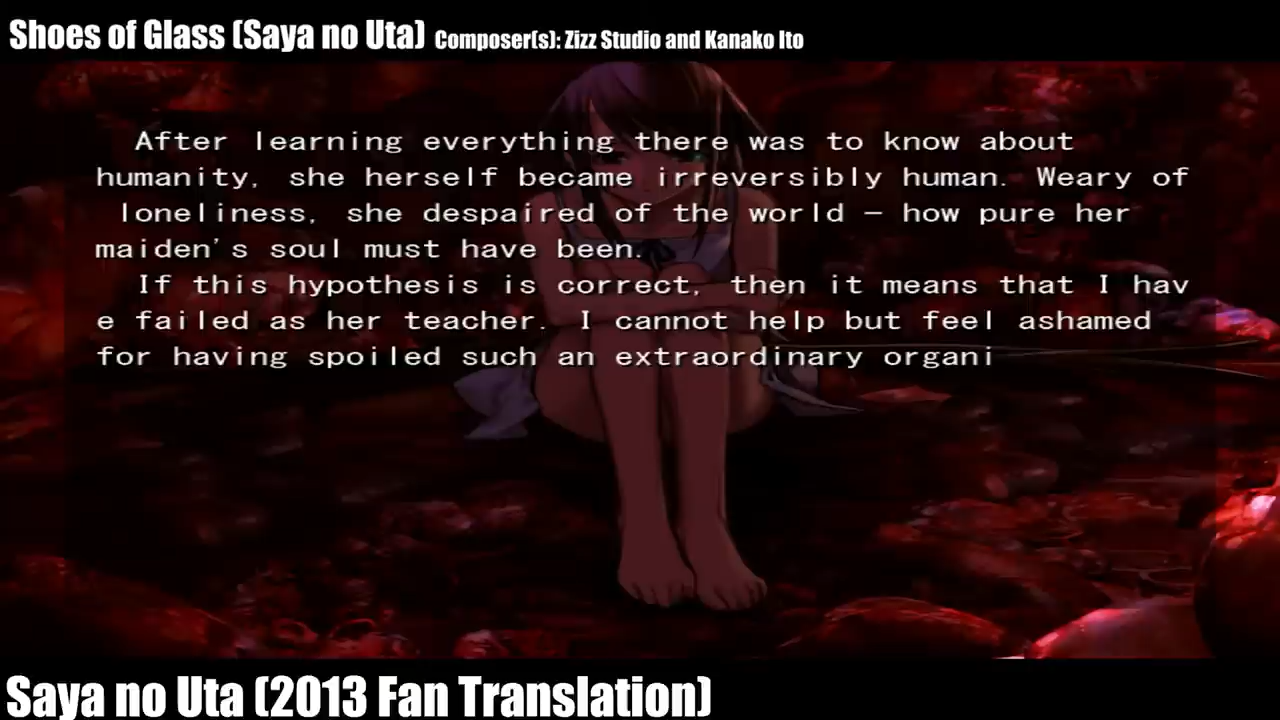 Shoes of Glass (Saya no Uta) Composer(s): Zizz Studio and Kanako Ito
After learning everything there was to know about
humanity, she herself became irreversibly human. Weary of
loneliness, she despaired of the world – how pure her
maiden's soul must have been.
If this hypothesis is correct, then it means that I hav
e failed as her teacher. I cannot help but feel ashamed
for having spoiled such an extraordinary organi
Saya no Uta (2013 Fan Translation)